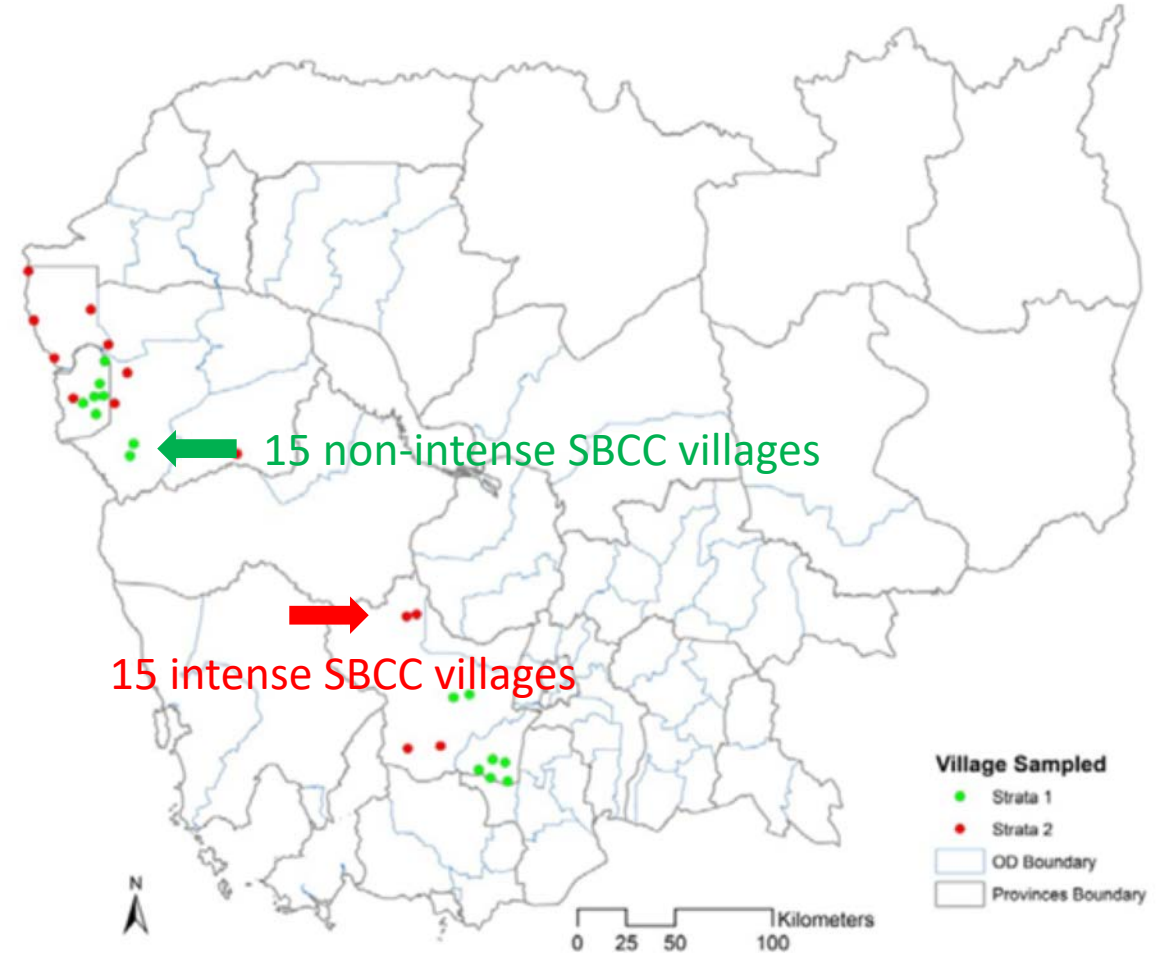 15 non-intense SBCC villages
15 intense SBCC villages
Village Sampled
Strata 1
Strata 2
OD Boundary
Provinces Boundary
N
Kilometers
0 25 50 100